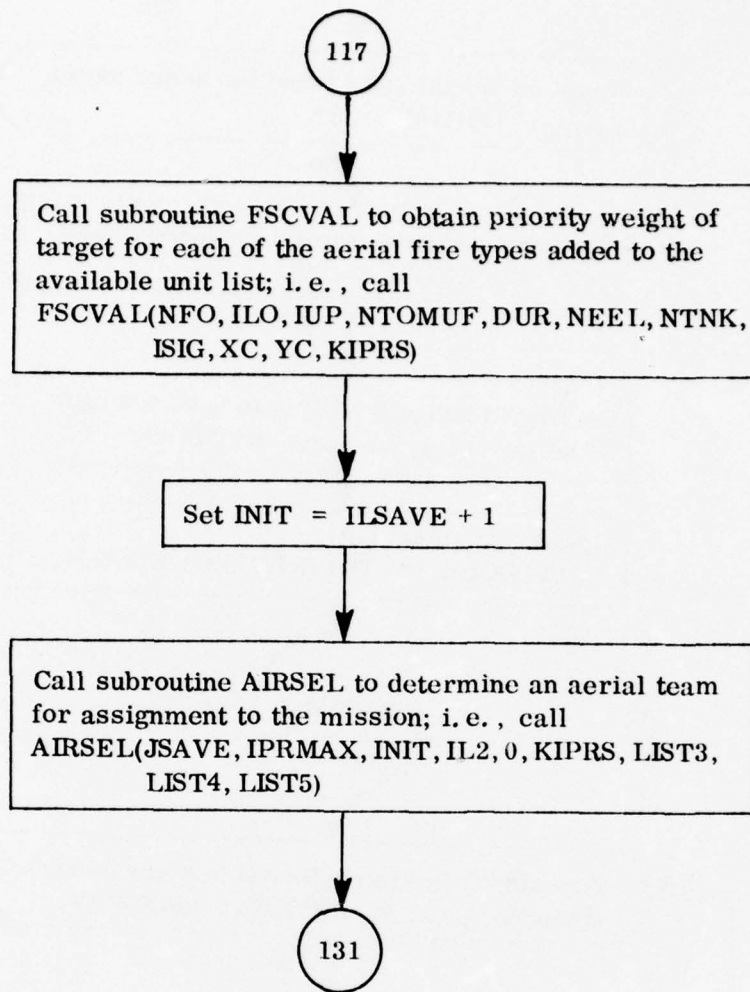 117
Call subroutine FSCVAL to obtain priority weight of
target for each of the aerial fire types added to the
available unit list; i. e. , call
FSCVAL(NFO, ILO, IUP, NTOMUF, DUR, NEEL, NTNK,
ISIG, XC, YC, KIPRS)
Set INIT = ILSAVE + 1
Call subroutine AIRSEL to determine an aerial team
for assignment to the mission; i. e. , call
AIRSEL(JSAVE, IPRMAX, INIT, IL2, 0, KIPRS, LIST3,
LIST4, LIST5)
131